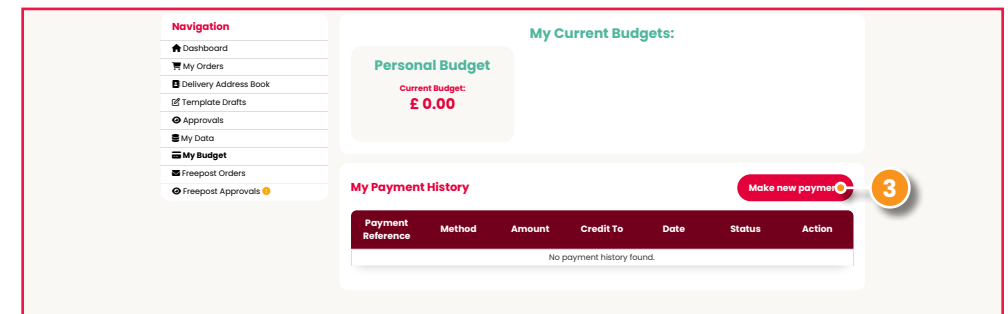 Navigation
Dashboard
My Orders
Delivery Address Book
Template Drafts
Approvals
My Data
My Budget
Freepost Orders
Freepost Approvals
My Current Budgets:
Personal Budget
Current Budget:
£ 0.00
My Payment History
Make new paymen
3
Payment Reference Method Amount Credit To Date Status Action
No payment history found.